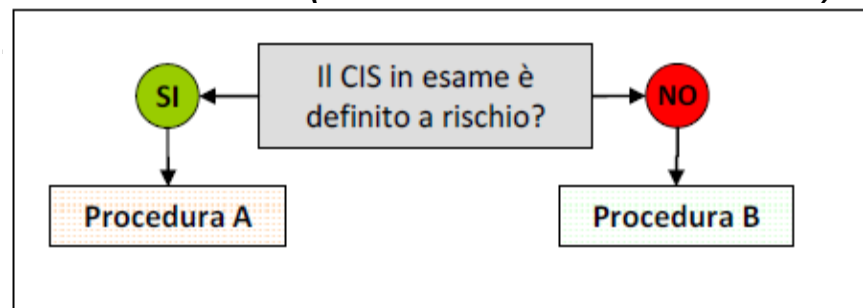 Il CIS in esame è
definito a rischio?
SI
NO
Procedura A
Procedura B